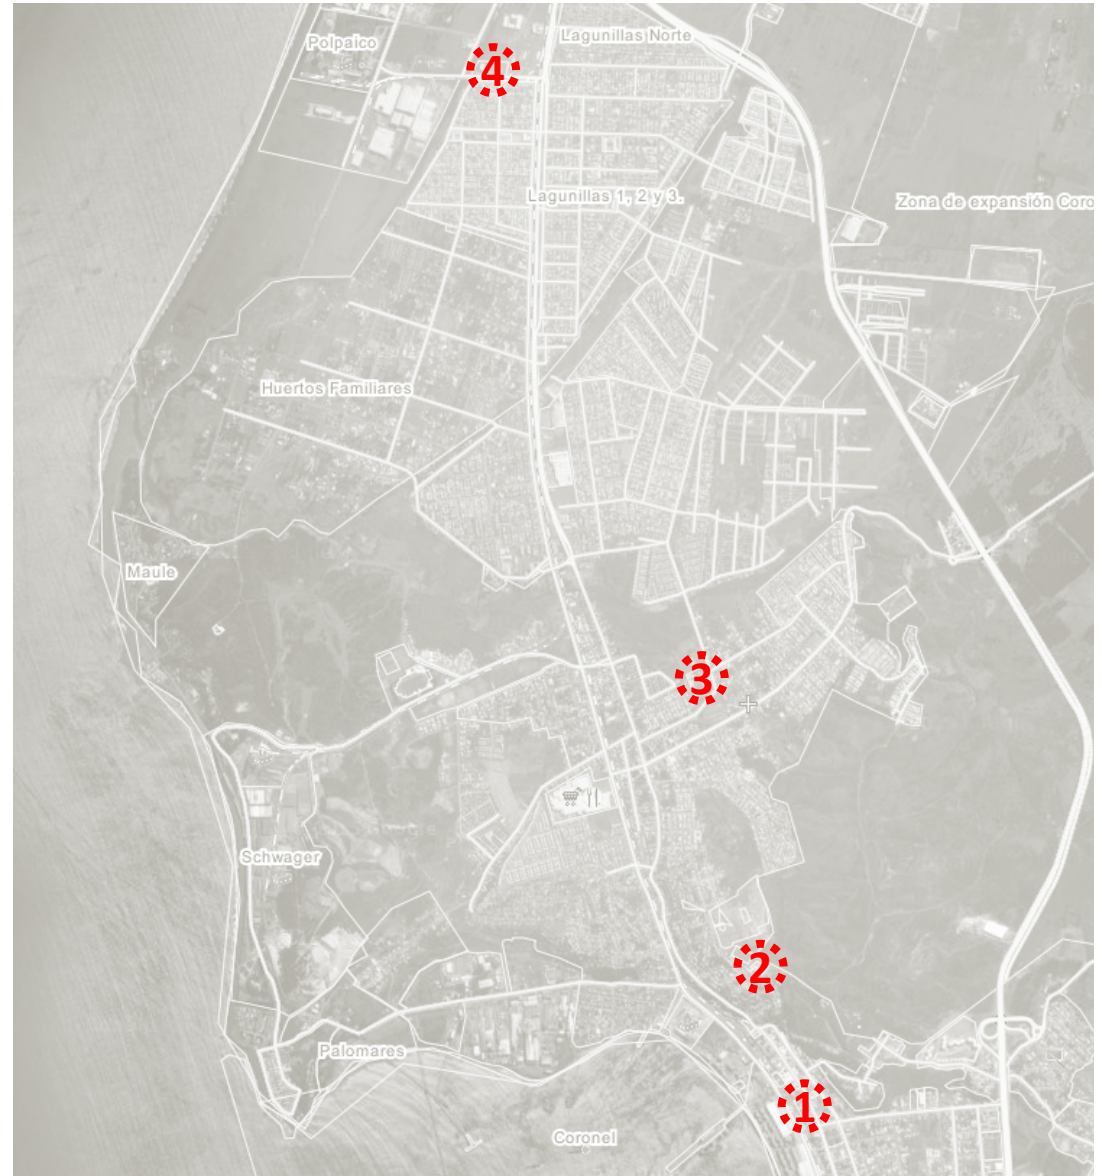 Lagunillas Norte
Polpaico
4
Lagunillas 1, 2 y 3.
Zona de expansión Coro
Huertos Familiares
Maule
3
Schwager
2
Palomares
1
Coronel